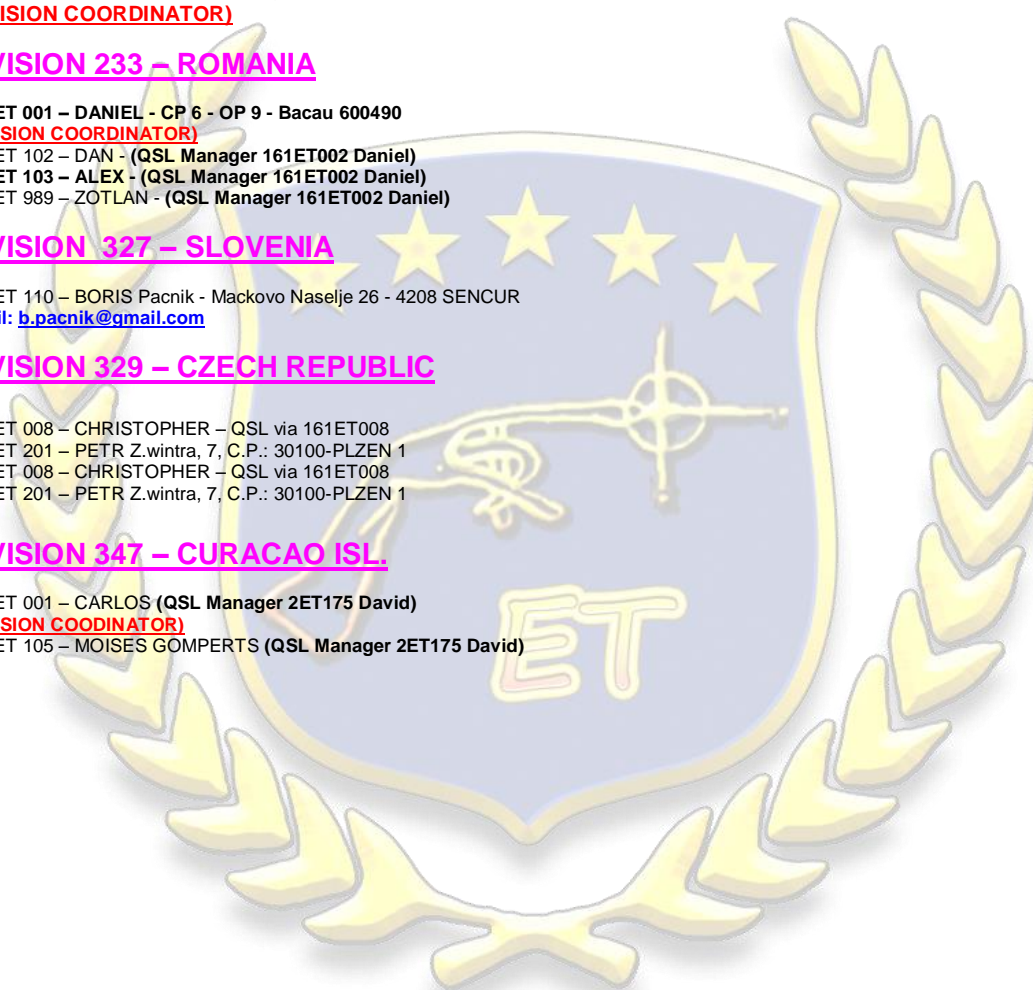 ISION COORDINATOR)
VISION 233 – ROMANIA
ET 001 – DANIEL - CP 6 - OP 9 - Bacau 600490
ISION COORDINATOR)
ET 102 – DAN - (QSL Manager 161ET002 Daniel)
ET 103 – ALEX - (QSL Manager 161ET002 Daniel)
ET 989 – ZOTLAN - (QSL Manager 161ET002 Daniel)
VISION 327 – SLOVENIA
ET 110 – BORIS Pacnik - Mackovo Naselje 26 - 4208 SENCUR
il: b.pacnik@gmail.com
VISION 329 – CZECH REPUBLIC
ET 008 – CHRISTOPHER – QSL via 161ET008
ET 201 – PETR Z.wintra, 7, C.P.: 30100-PLZEN 1
ET 008 – CHRISTOPHER – QSL via 161ET008
ET 201 – PETR Z.wintra, 7, C.P.: 30100-PLZEN 1
VISION 347 – CURACAO ISL.
ET 001 – CARLOS (QSL Manager 2ET175 David)
ISION COODINATOR)
ET 105 – MOISES GOMPERTS (QSL Manager 2ET175 David)
ET